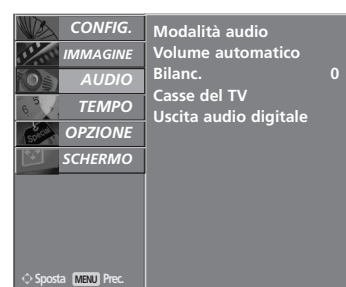 CONFIG.
IMMAGINE
AUDIO
TEMPO
OPZIONE
SCHERMO
Modalità audio
Volume automatico
Bilanc. 0
Casse del TV
Uscita audio digitale
Sposta MENU Prec.